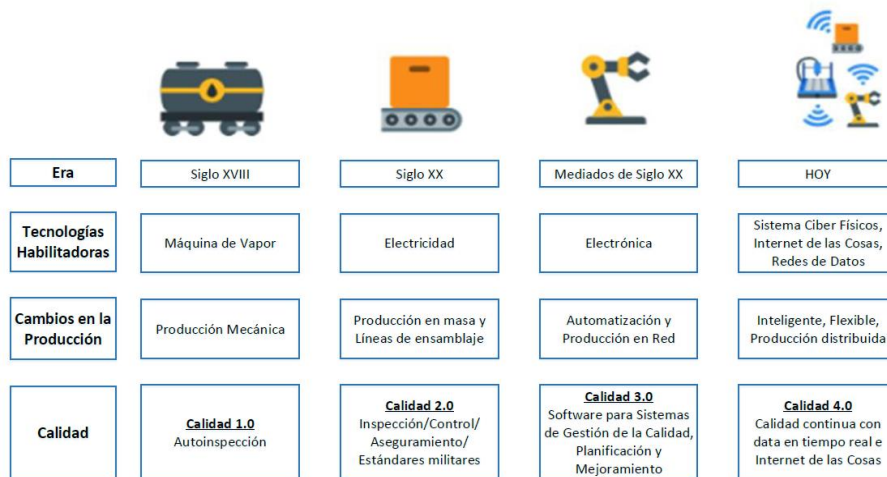 Era
Siglo XVIII
Siglo XX
Mediados de Siglo XX
HOY
Tecnologías
Habilitadoras
Máquina de Vapor
Electricidad
Electrónica
Sistema Ciber Físicos,
Internet de las Cosas,
Redes de Datos
Cambios en la
Producción
Producción Mecánica
Producción en masa y
Líneas de ensamblaje
Automatización y
Producción en Red
Inteligente, Flexible,
Producción distribuida
Calidad
Calidad 1.0
Autoinspección
Calidad 2.0
Inspección/Control/
Aseguramiento/
Estándares militares
Calidad 3.0
Software para Sistemas
de Gestión de la Calidad,
Planificación y
Mejoramiento
Calidad 4.0
Calidad continua con
data en tiempo real e
Internet de las Cosas